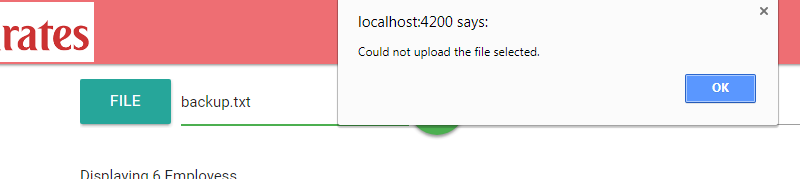 rates
localhost:4200 says:
Could not upload the file selected.
OK
FILE
backup.txt
Displaying 6 Employess